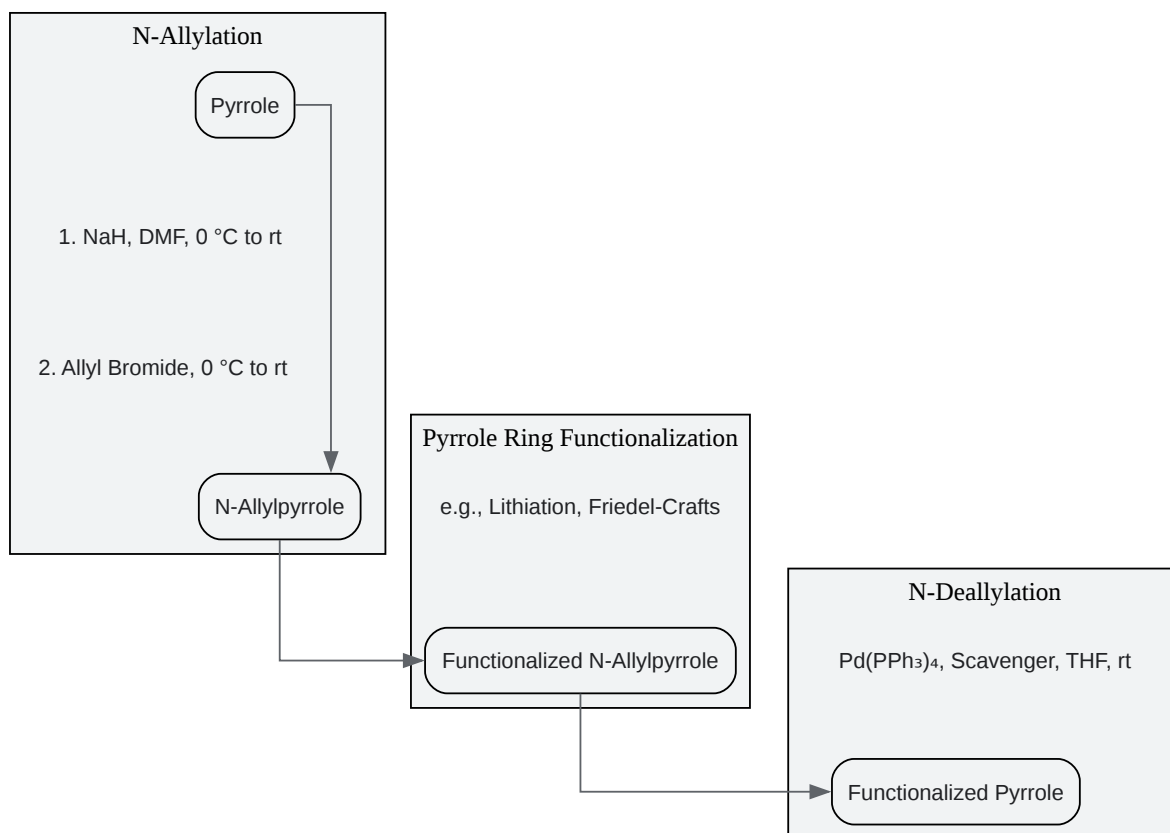 N-Allylation
Pyrrole
1. NaH, DMF, 0 °C to rt
2. Allyl Bromide, 0 °C to rt
N-Allylpyrrole
Pyrrole Ring Functionalization
e.g., Lithiation, Friedel-Crafts
Functionalized N-Allylpyrrole
N-Deallylation
Pd(PPh₃)₄, Scavenger, THF, rt
Functionalized Pyrrole